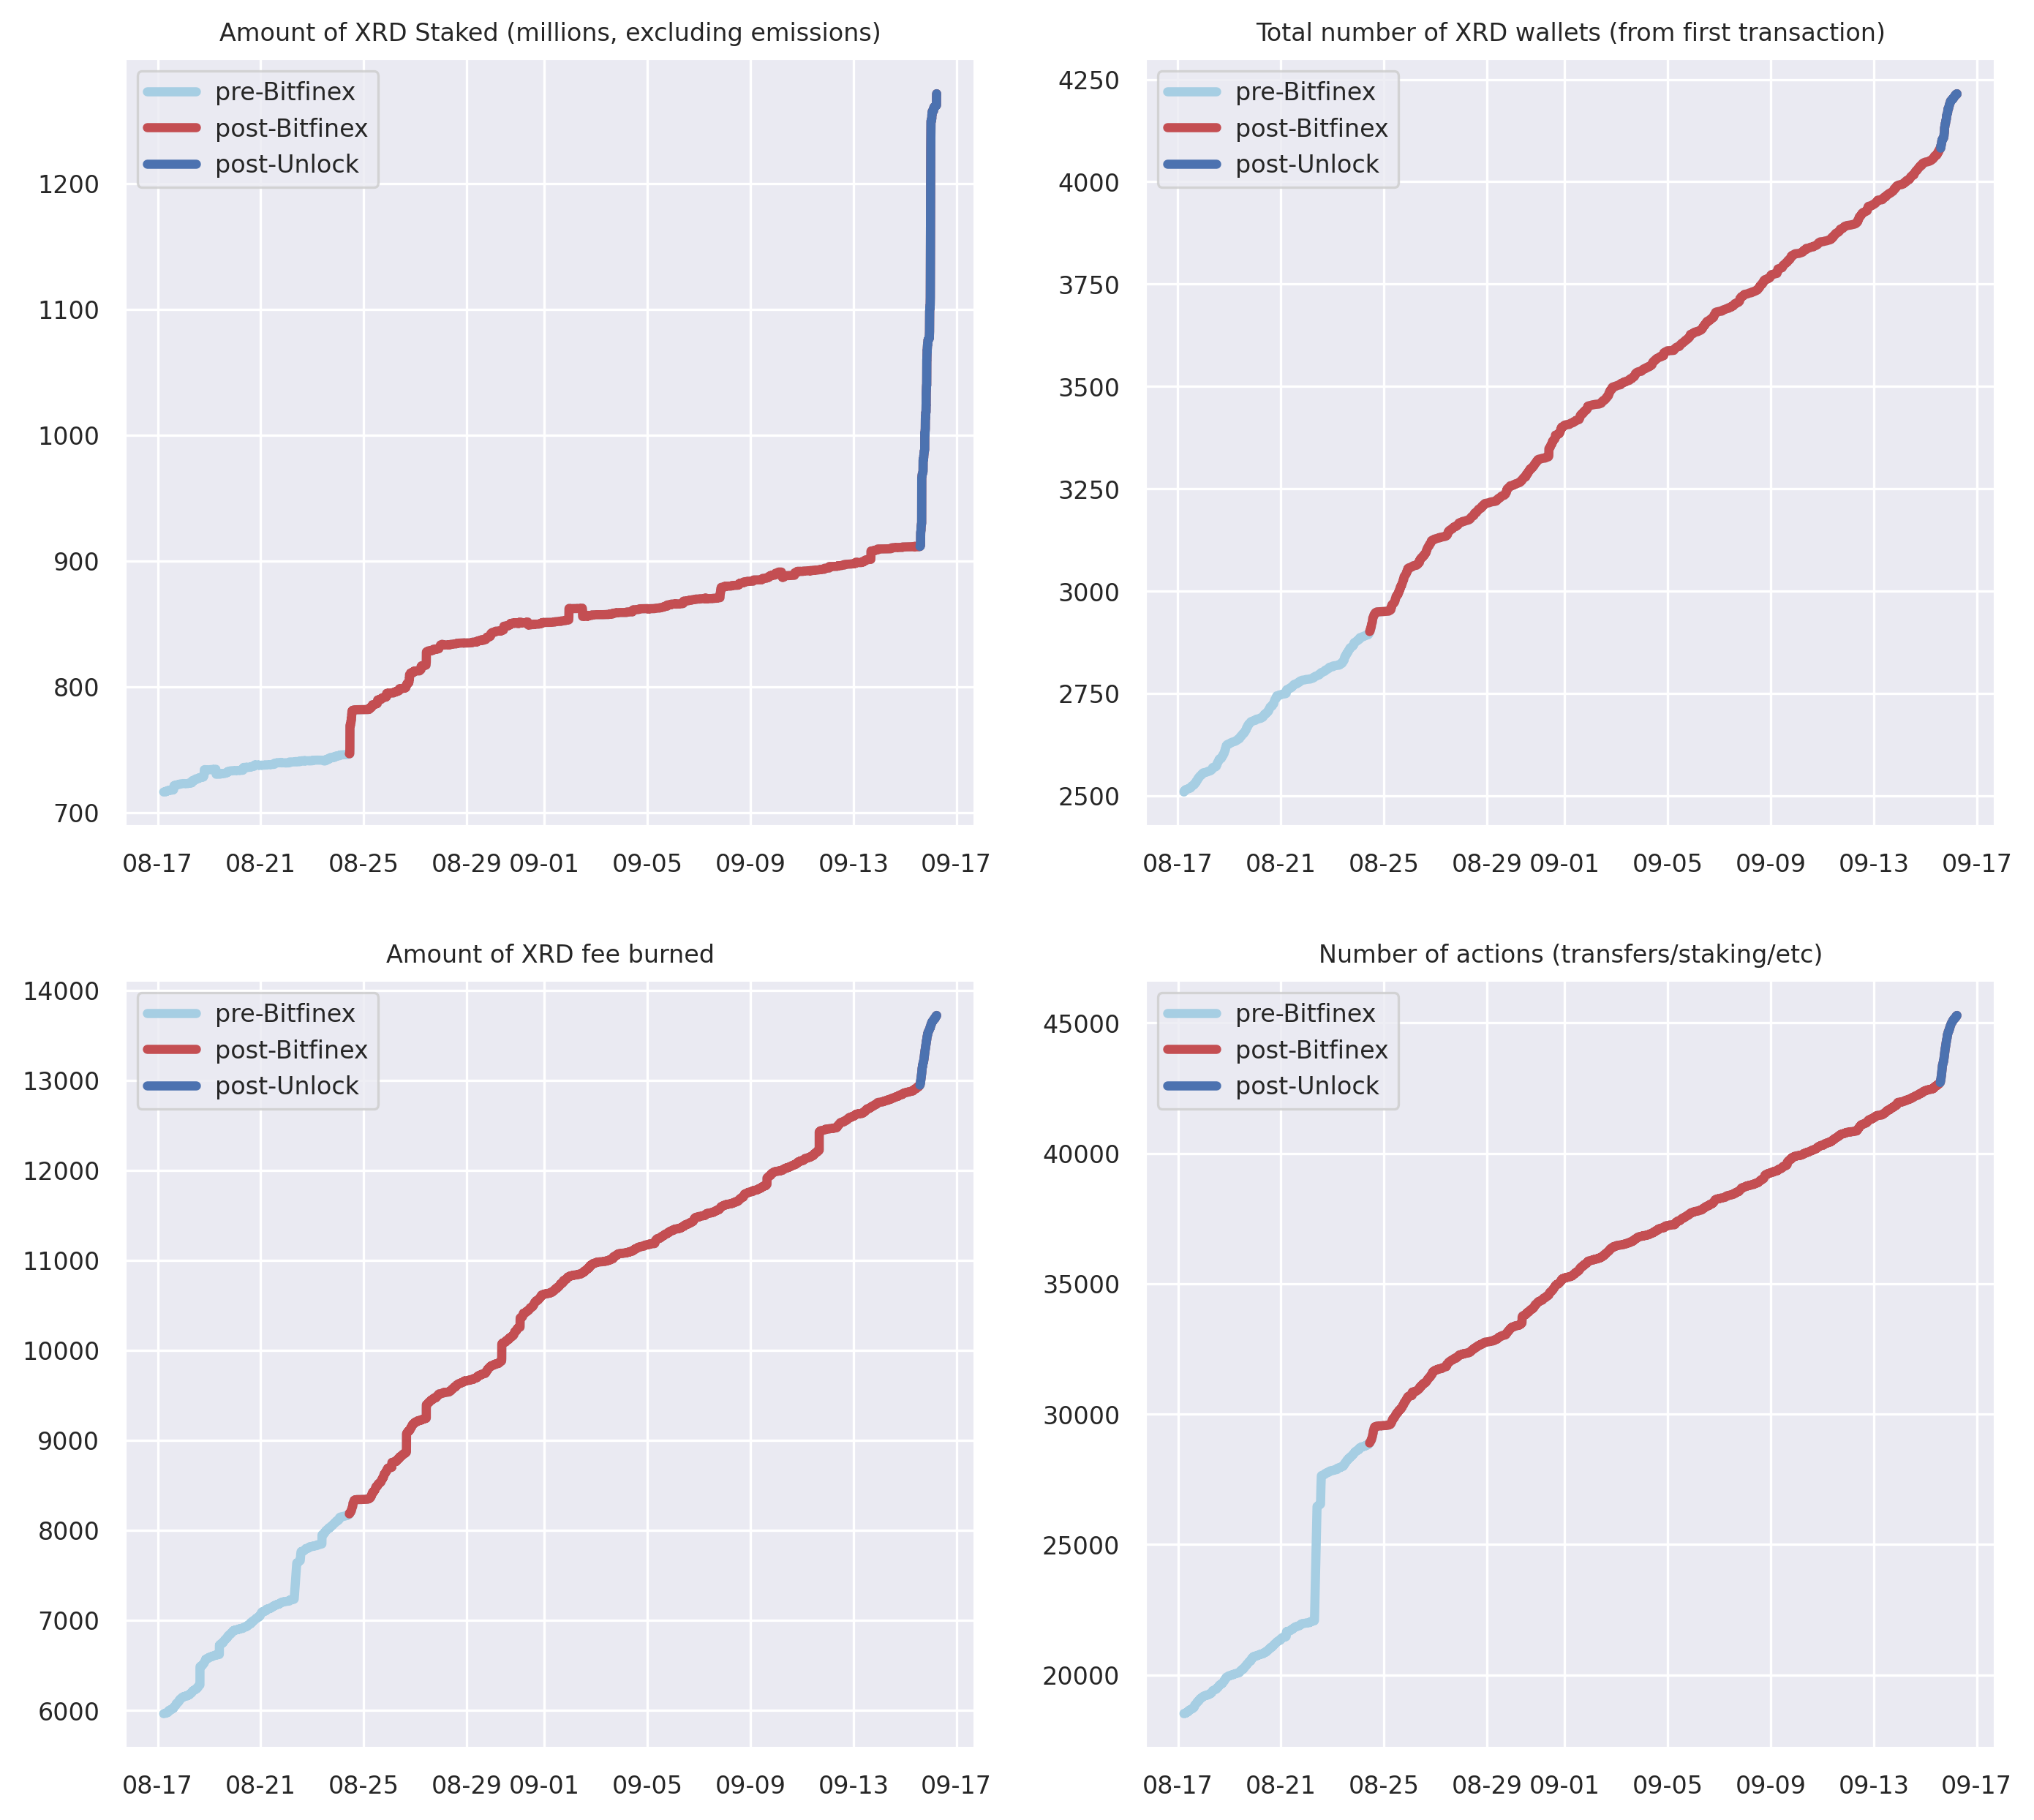 Amount of XRD Staked (millions, excluding emissions)
pre-Bitfinex
post-Bitfinex
post-Unlock
1200
1100
1000
900
800
700
08-17 08-21 08-25 08-29 09-01 09-05 09-09 09-13 09-17
Total number of XRD wallets (from first transaction)
pre-Bitfinex
post-Bitfinex
post-Unlock
4250
4000
3750
3500
3250
3000
2750
2500
08-17 08-21 08-25 08-29 09-01 09-05 09-09 09-13 09-17
Amount of XRD fee burned
pre-Bitfinex
post-Bitfinex
post-Unlock
14000
13000
12000
11000
10000
9000
8000
7000
6000
08-17 08-21 08-25 08-29 09-01 09-05 09-09 09-13 09-17
Number of actions (transfers/staking/etc)
pre-Bitfinex
post-Bitfinex
post-Unlock
45000
40000
35000
30000
25000
20000
08-17 08-21 08-25 08-29 09-01 09-05 09-09 09-13 09-17